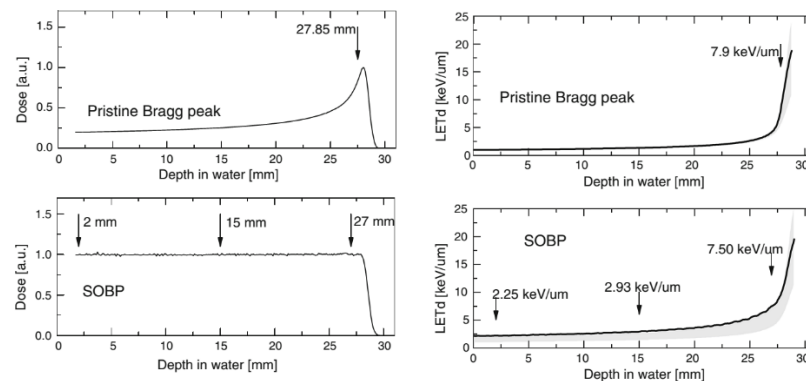 27.85 mm
1.5
1.0
0.5
0.0
Dose [a.u.]
Pristine Bragg peak
0 5 10 15 20 25 30
Depth in water [mm]
25
20
15
10
5
0
LETd [keV/um]
7.9 keV/um
Pristine Bragg peak
0 5 10 15 20 25 30
Depth in water [mm]
1.5
1.0
0.5
0.0
Dose [a.u.]
2 mm 15 mm 27 mm
SOBP
0 5 10 15 20 25 30
Depth in water [mm]
25
20
15
10
5
0
LETd [keV/um]
SOBP
7.50 keV/um
2.25 keV/um 2.93 keV/um
0 5 10 15 20 25 30
Depth in water [mm]